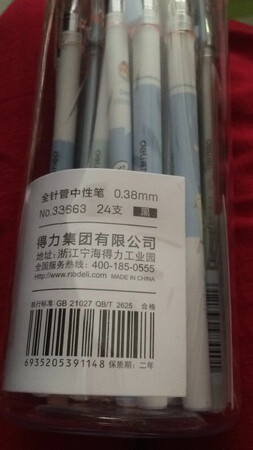 全针管中性笔 0.38mm
No.33563 24支 黑
得力集团有限公司
地址:浙江宁海得力工业园
全国服务热线: 400-185-0555
www.nbdeli.com MADE IN CHINA
执行标准: GB 21027 QB/T 2625 合格
6935205391148 保质期: 二年